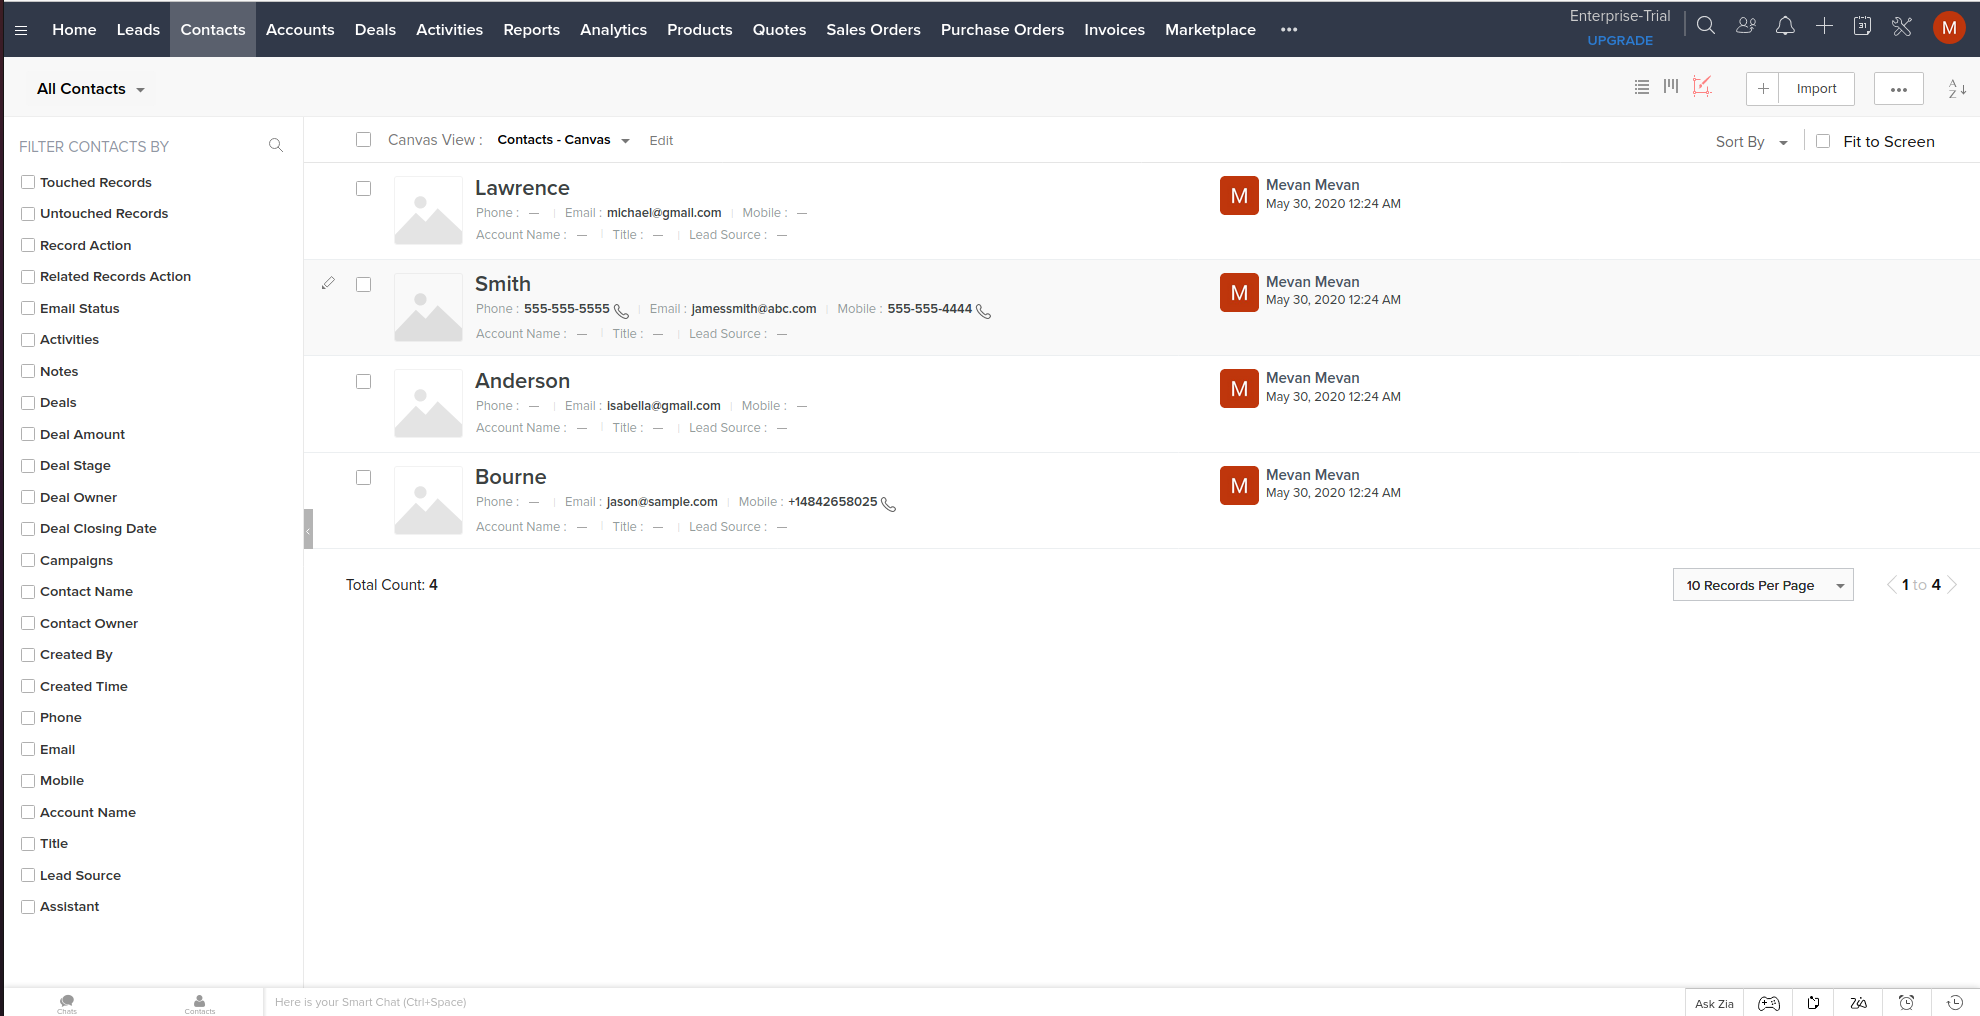 Home Leads Contacts Accounts Deals Activities Reports Analytics Products Quotes Sales Orders Purchase Orders Invoices Marketplace •••
Enterprise-Trial
UPGRADE
31
M
All Contacts
+ Import
•••
A
Z
FILTER CONTACTS BY
Touched Records
Untouched Records
Record Action
Related Records Action
Email Status
Activities
Notes
Deals
Deal Amount
Deal Stage
Deal Owner
Deal Closing Date
Campaigns
Contact Name
Contact Owner
Created By
Created Time
Phone
Email
Mobile
Account Name
Title
Lead Source
Assistant
Canvas View : Contacts - Canvas Edit
Sort By Fit to Screen
Lawrence
Phone : — Email : michael@gmail.com Mobile : —
Account Name : — Title : — Lead Source : —
M
Mevan Mevan
May 30, 2020 12:24 AM
Smith
Phone : 555-555-5555 Email : jamessmith@abc.com Mobile : 555-555-4444
Account Name : — Title : — Lead Source : —
M
Mevan Mevan
May 30, 2020 12:24 AM
Anderson
Phone : — Email : isabella@gmail.com Mobile : —
Account Name : — Title : — Lead Source : —
M
Mevan Mevan
May 30, 2020 12:24 AM
Bourne
Phone : — Email : jason@sample.com Mobile : +14842658025
Account Name : — Title : — Lead Source : —
M
Mevan Mevan
May 30, 2020 12:24 AM
Total Count: 4
10 Records Per Page
1 to 4
Chats
Contacts
Here is your Smart Chat (Ctrl+Space)
Ask Zia